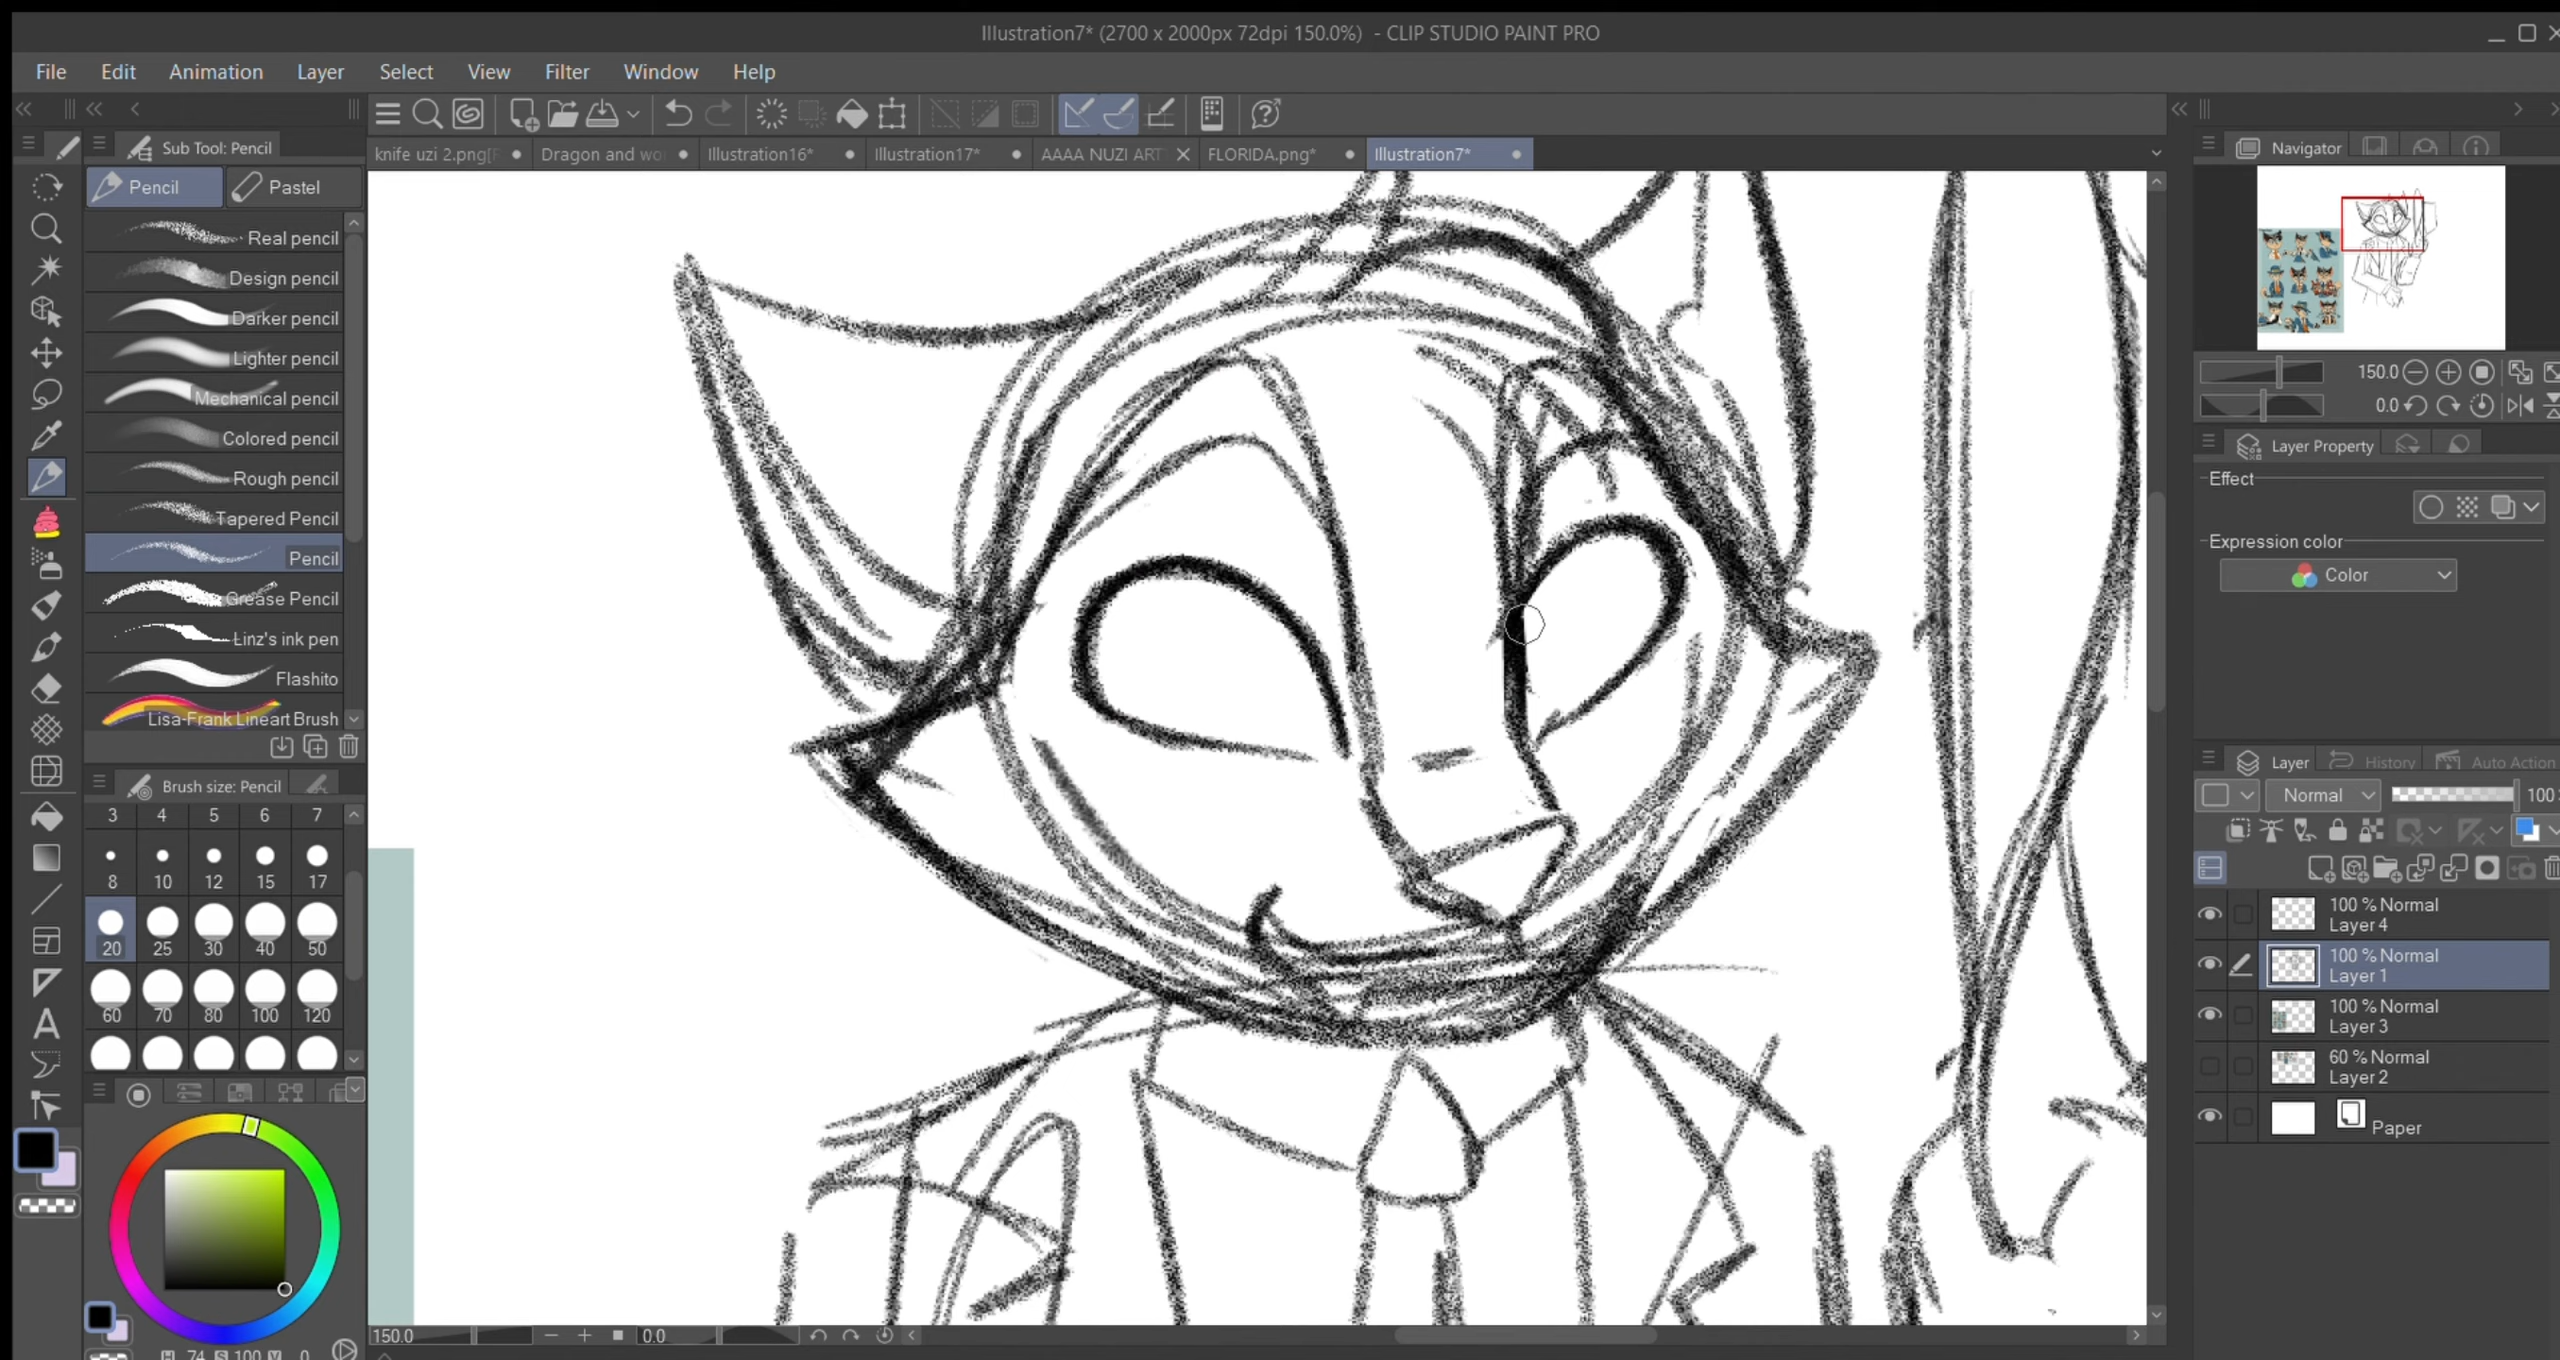 Illustration7* (2700 x 2000px 72dpi 150.0%) - CLIP STUDIO PAINT PRO
File Edit Animation Layer Select View Filter Window Help
knife uzi 2.png Dragon and Illustration16* Illustration17* AAAA NUZI ART FLORIDA.png* Illustration7*
Sub Tool: Pencil
Pencil Pastel
Real pencil
Design pencil
Darker pencil
Lighter pencil
Mechanical pencil
Colored pencil
Rough pencil
Tapered Pencil
Pencil
Grease Pencil
Linz's ink pen
Flashito
Lisa-Frank Lineart Brush
Brush size: Pencil
3 4 5 6 7
8 10 12 15 17
20 25 30 40 50
60 70 80 100 120
H 74 S 100 V 0
150.0 0.0
Navigator
150.0
0.0
Layer Property
Effect
Expression color
Color
Layer History Auto Action
Normal 100
100 % Normal
Layer 4
100 % Normal
Layer 1
100 % Normal
Layer 3
60 % Normal
Layer 2
Paper